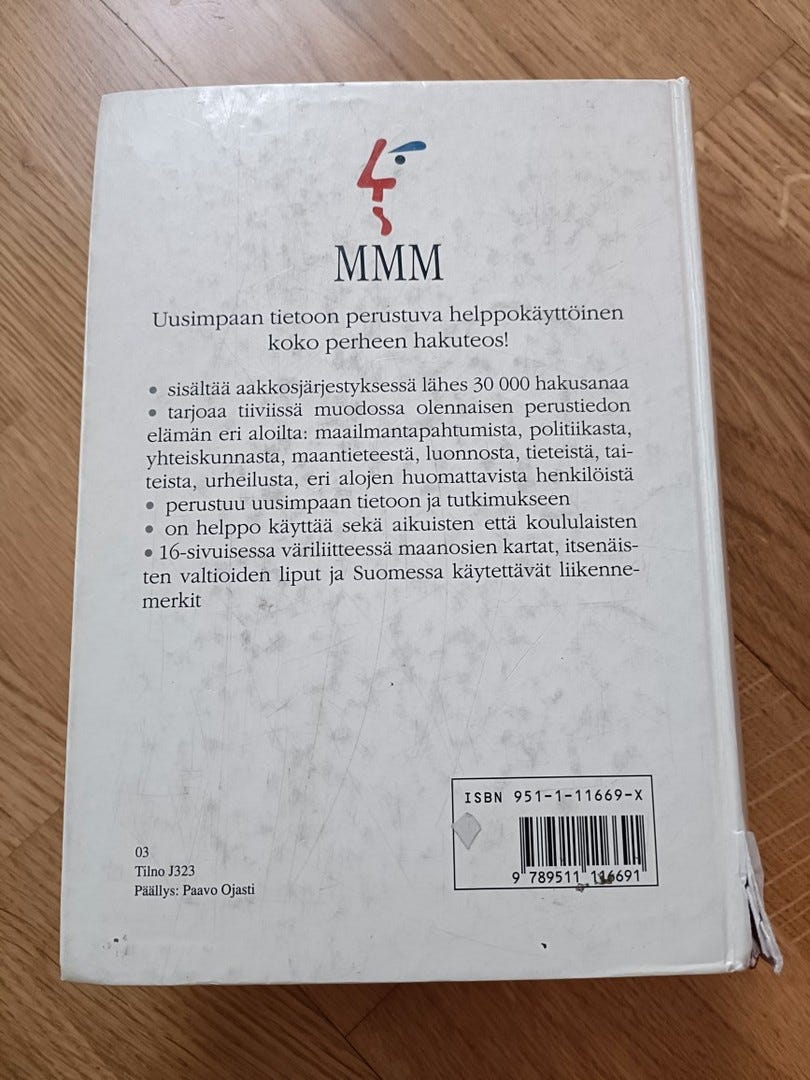 MMM
Uusimpaan tietoon perustuva helppokäyttöinen
koko perheen hakuteos!
• sisältää aakkosjärjestyksessä lähes 30 000 hakusanaa
• tarjoaa tiiviissä muodossa olennaisen perustiedon
elämän eri aloilta: maailmantapahtumista, politiikasta,
yhteiskunnasta, maantieteestä, luonnosta, tieteistä, tai-
teista, urheilusta, eri alojen huomattavista henkilöistä
• perustuu uusimpaan tietoon ja tutkimukseen
• on helppo käyttää sekä aikuisten että koululaisten
• 16-sivuisessa väriliitteessä maanosien kartat, itsenäis-
ten valtioiden liput ja Suomessa käytettävät liikenne-
merkit
ISBN 951-1-11669-X
9 789511 116691
03
Tilno J323
Päällys: Paavo Ojasti